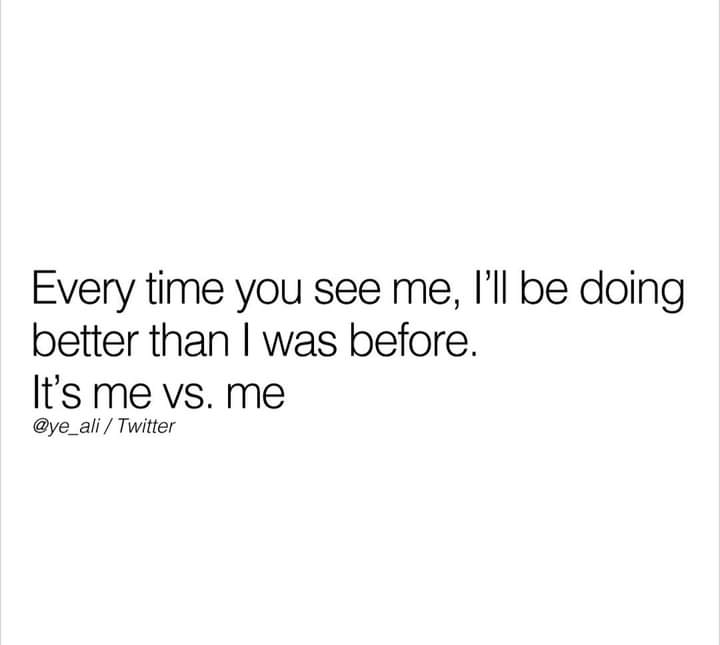 Every time you see me, I’ll be doing
better than I was before.
It’s me vs. me
@ye_ali / Twitter